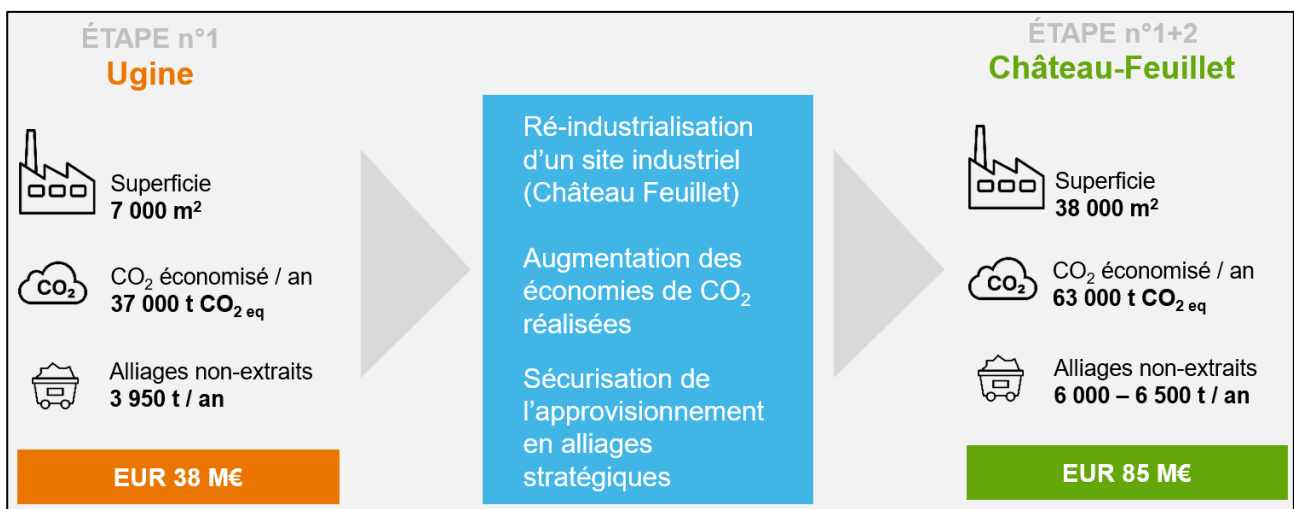 ÉTAPE n°1
Ugine
Superficie
7 000 m²
CO₂
CO₂ économisé / an
37 000 t CO₂ eq
Alliages non-extraits
3 950 t / an
EUR 38 M€
Ré-industrialisation
d’un site industriel
(Château Feuillet)
Augmentation des
économies de CO₂
réalisées
Sécurisation de
l’approvisionnement
en alliages
stratégiques
ÉTAPE n°1+2
Château-Feuillet
Superficie
38 000 m²
CO₂
CO₂ économisé / an
63 000 t CO₂ eq
Alliages non-extraits
6 000 – 6 500 t / an
EUR 85 M€